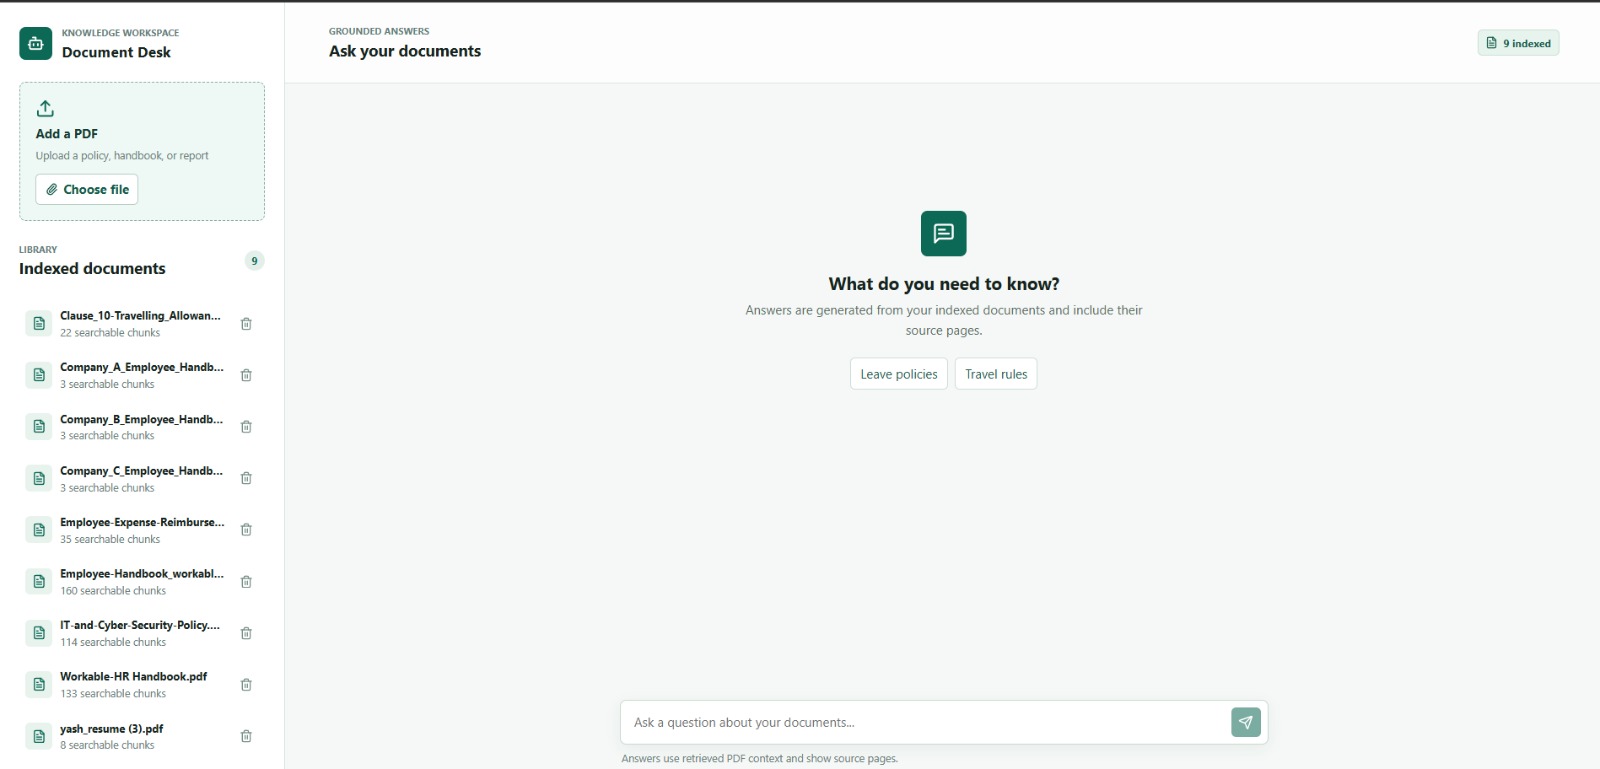 KNOWLEDGE WORKSPACE
Document Desk
Add a PDF
Upload a policy, handbook, or report
Choose file
LIBRARY
Indexed documents
9
Clause_10-Travelling_Allowan...
22 searchable chunks
Company_A_Employee_Handb...
3 searchable chunks
Company_B_Employee_Handb...
3 searchable chunks
Company_C_Employee_Handb...
3 searchable chunks
Employee-Expense-Reimburse...
35 searchable chunks
Employee-Handbook_workabl...
160 searchable chunks
IT-and-Cyber-Security-Policy....
114 searchable chunks
Workable-HR Handbook.pdf
133 searchable chunks
yash_resume (3).pdf
8 searchable chunks
GROUNDED ANSWERS
Ask your documents
9 indexed
What do you need to know?
Answers are generated from your indexed documents and include their
source pages.
Leave policies
Travel rules
Ask a question about your documents...
Answers use retrieved PDF context and show source pages.